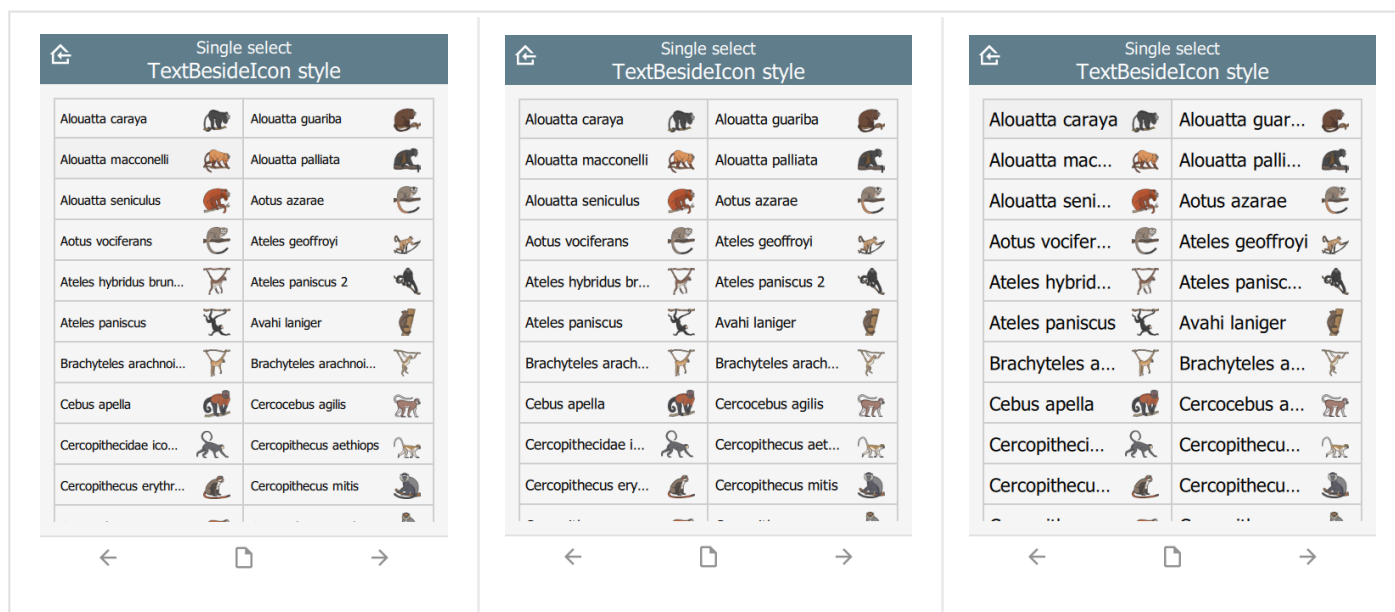 Single select
TextBesideIcon style
Alouatta caraya Alouatta guariba
Alouatta macconelli Alouatta palliata
Alouatta seniculus Aotus azarae
Aotus vociferans Ateles geoffroyi
Ateles hybridus brun... Ateles paniscus 2
Ateles paniscus Avahi laniger
Brachyteles arachnoi... Brachyteles arachnoi...
Cebus apella Cercocebus agilis
Cercopithecidae ico... Cercopithecus aethiops
Cercopithecus erythr... Cercopithecus mitis
Single select
TextBesideIcon style
Alouatta caraya Alouatta guariba
Alouatta macconelli Alouatta palliata
Alouatta seniculus Aotus azarae
Aotus vociferans Ateles geoffroyi
Ateles hybridus br... Ateles paniscus 2
Ateles paniscus Avahi laniger
Brachyteles arach... Brachyteles arach...
Cebus apella Cercocebus agilis
Cercopithecidae i... Cercopithecus aet...
Cercopithecus ery... Cercopithecus mitis
Single select
TextBesideIcon style
Alouatta caraya Alouatta guar...
Alouatta mac... Alouatta palli...
Alouatta seni... Aotus azarae
Aotus vocifer... Ateles geoffroyi
Ateles hybrid... Ateles panisc...
Ateles paniscus Avahi laniger
Brachyteles a... Brachyteles a...
Cebus apella Cercocebus a...
Cercopitheci... Cercopithecu...
Cercopithecu... Cercopithecu...